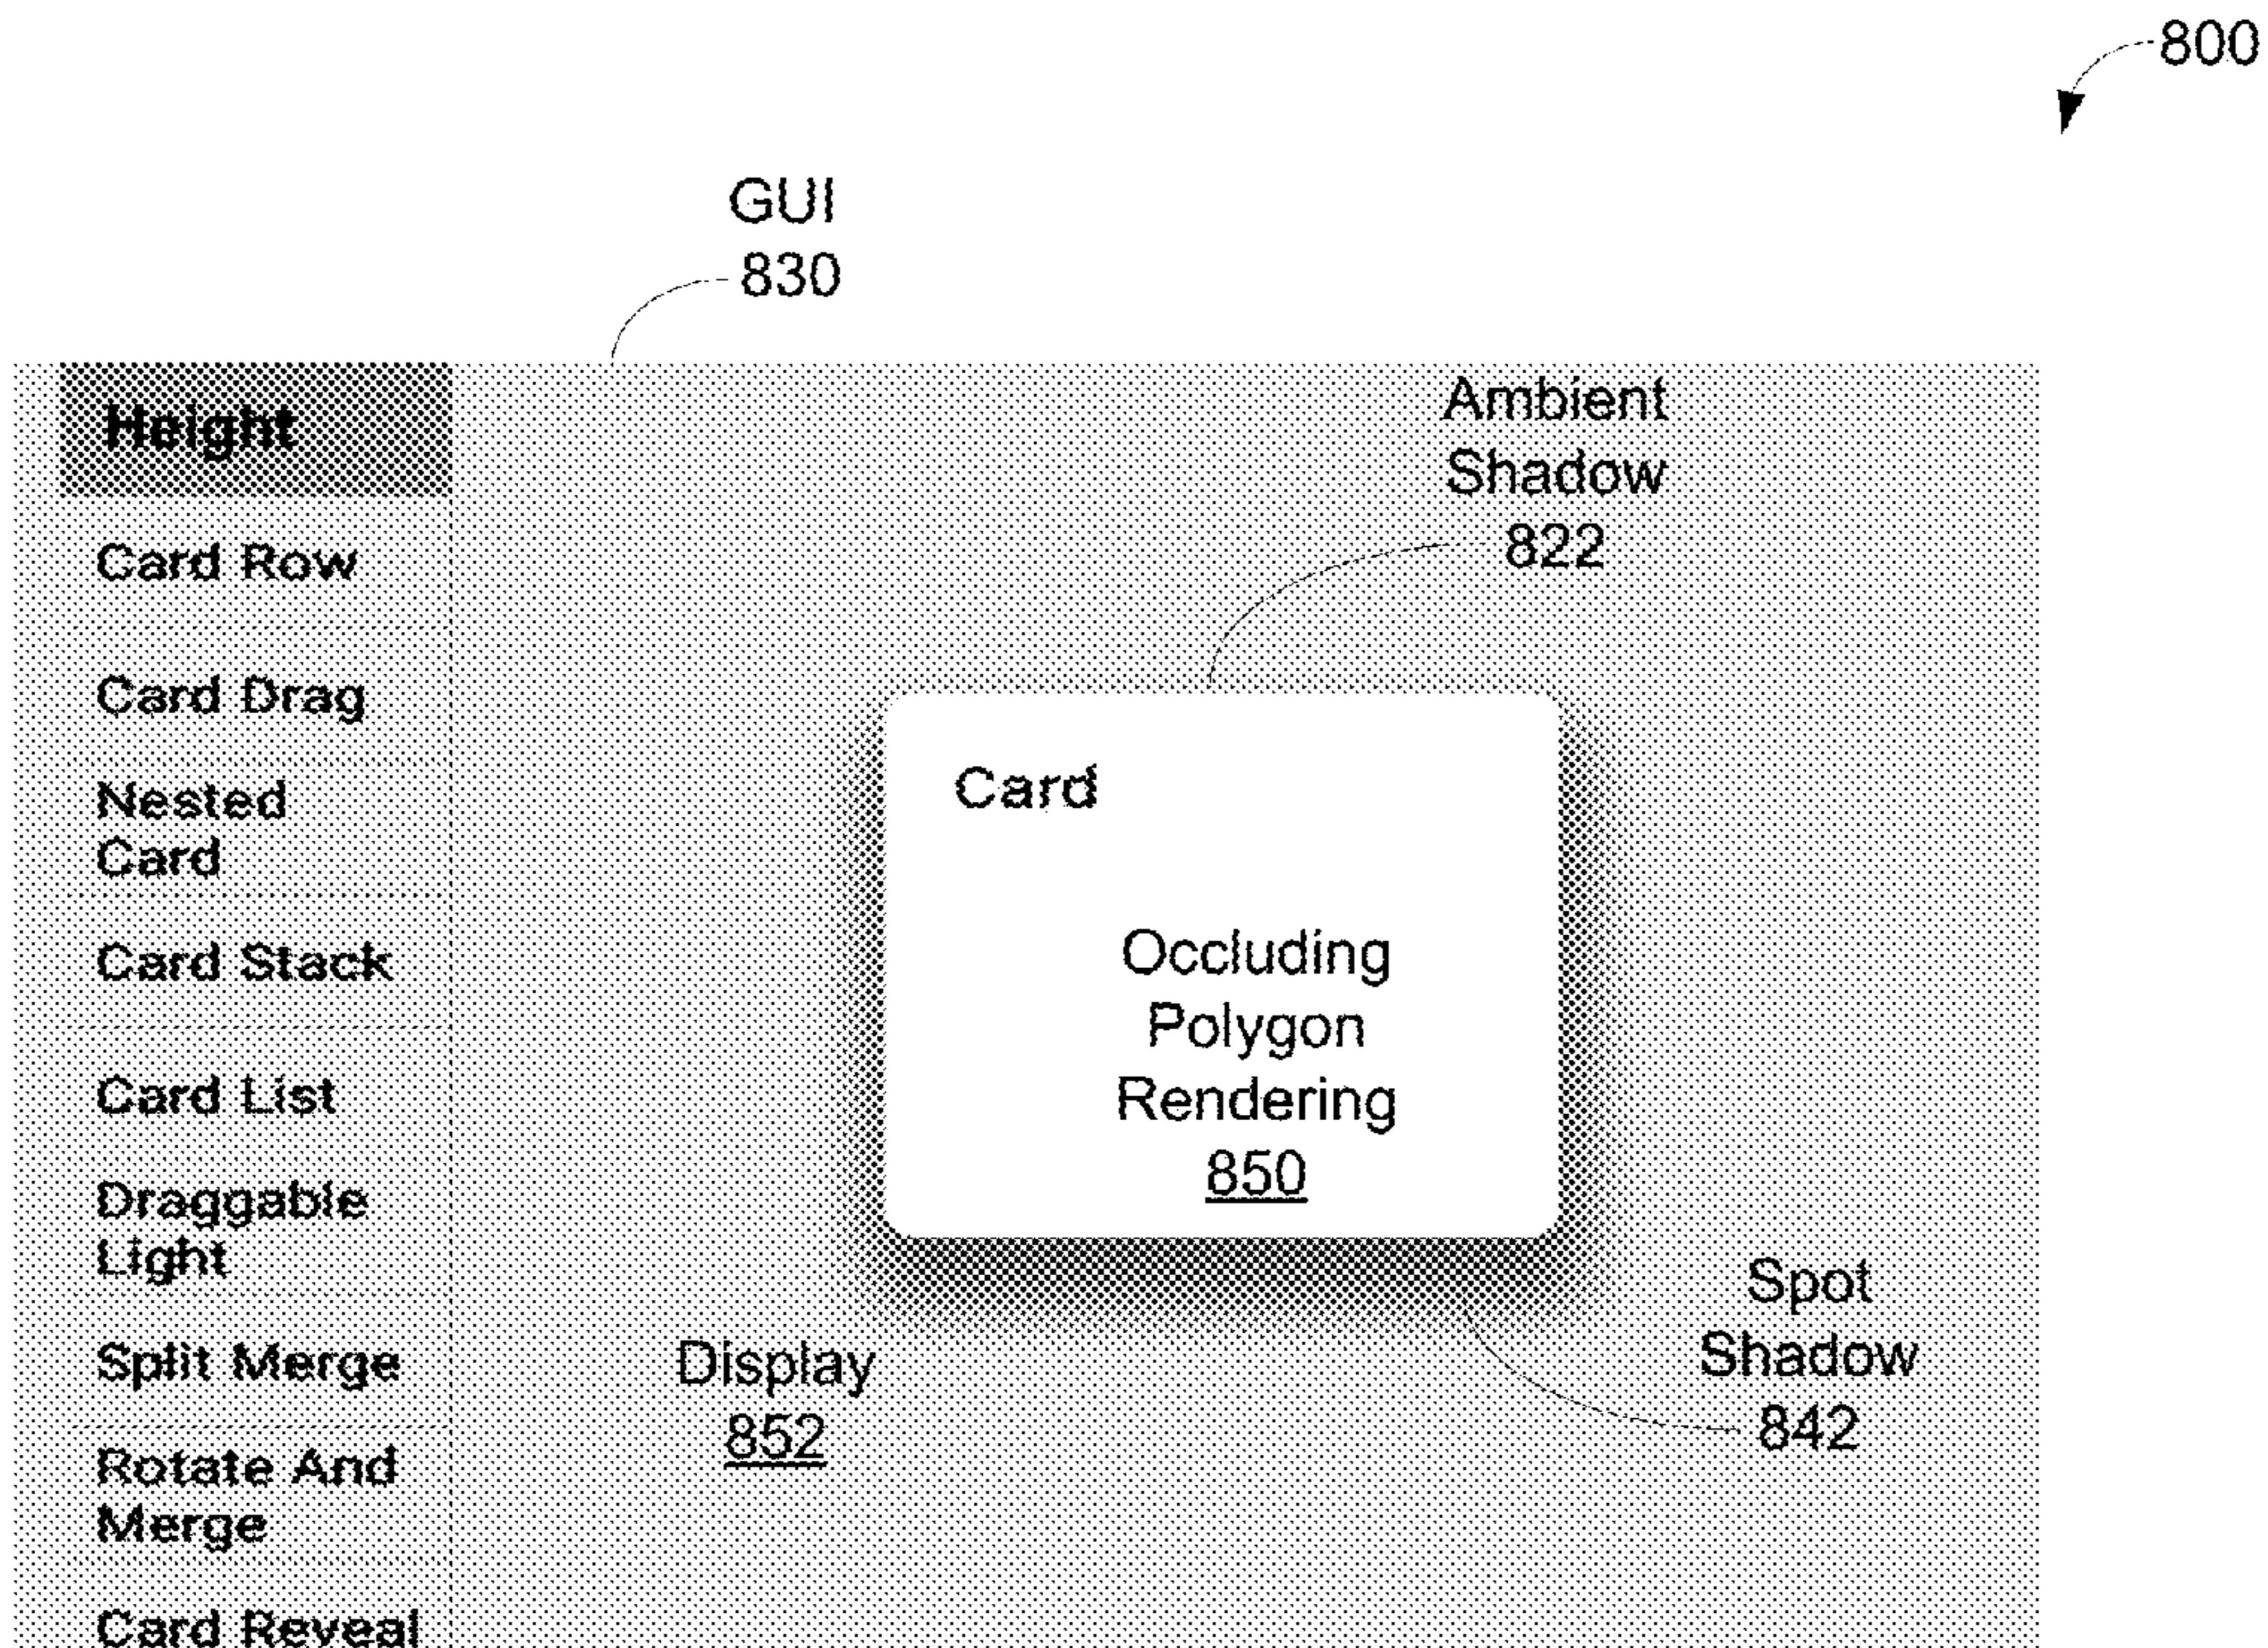 800
GUI
830
Height
Card Row
Card Drag
Nested
Card
Card Stack
Card List
Draggable
Light
Split Merge
Rotate And
Merge
Card Reveal
Ambient
Shadow
822
Card
Occluding
Polygon
Rendering
850
Display
852
Spot
Shadow
842